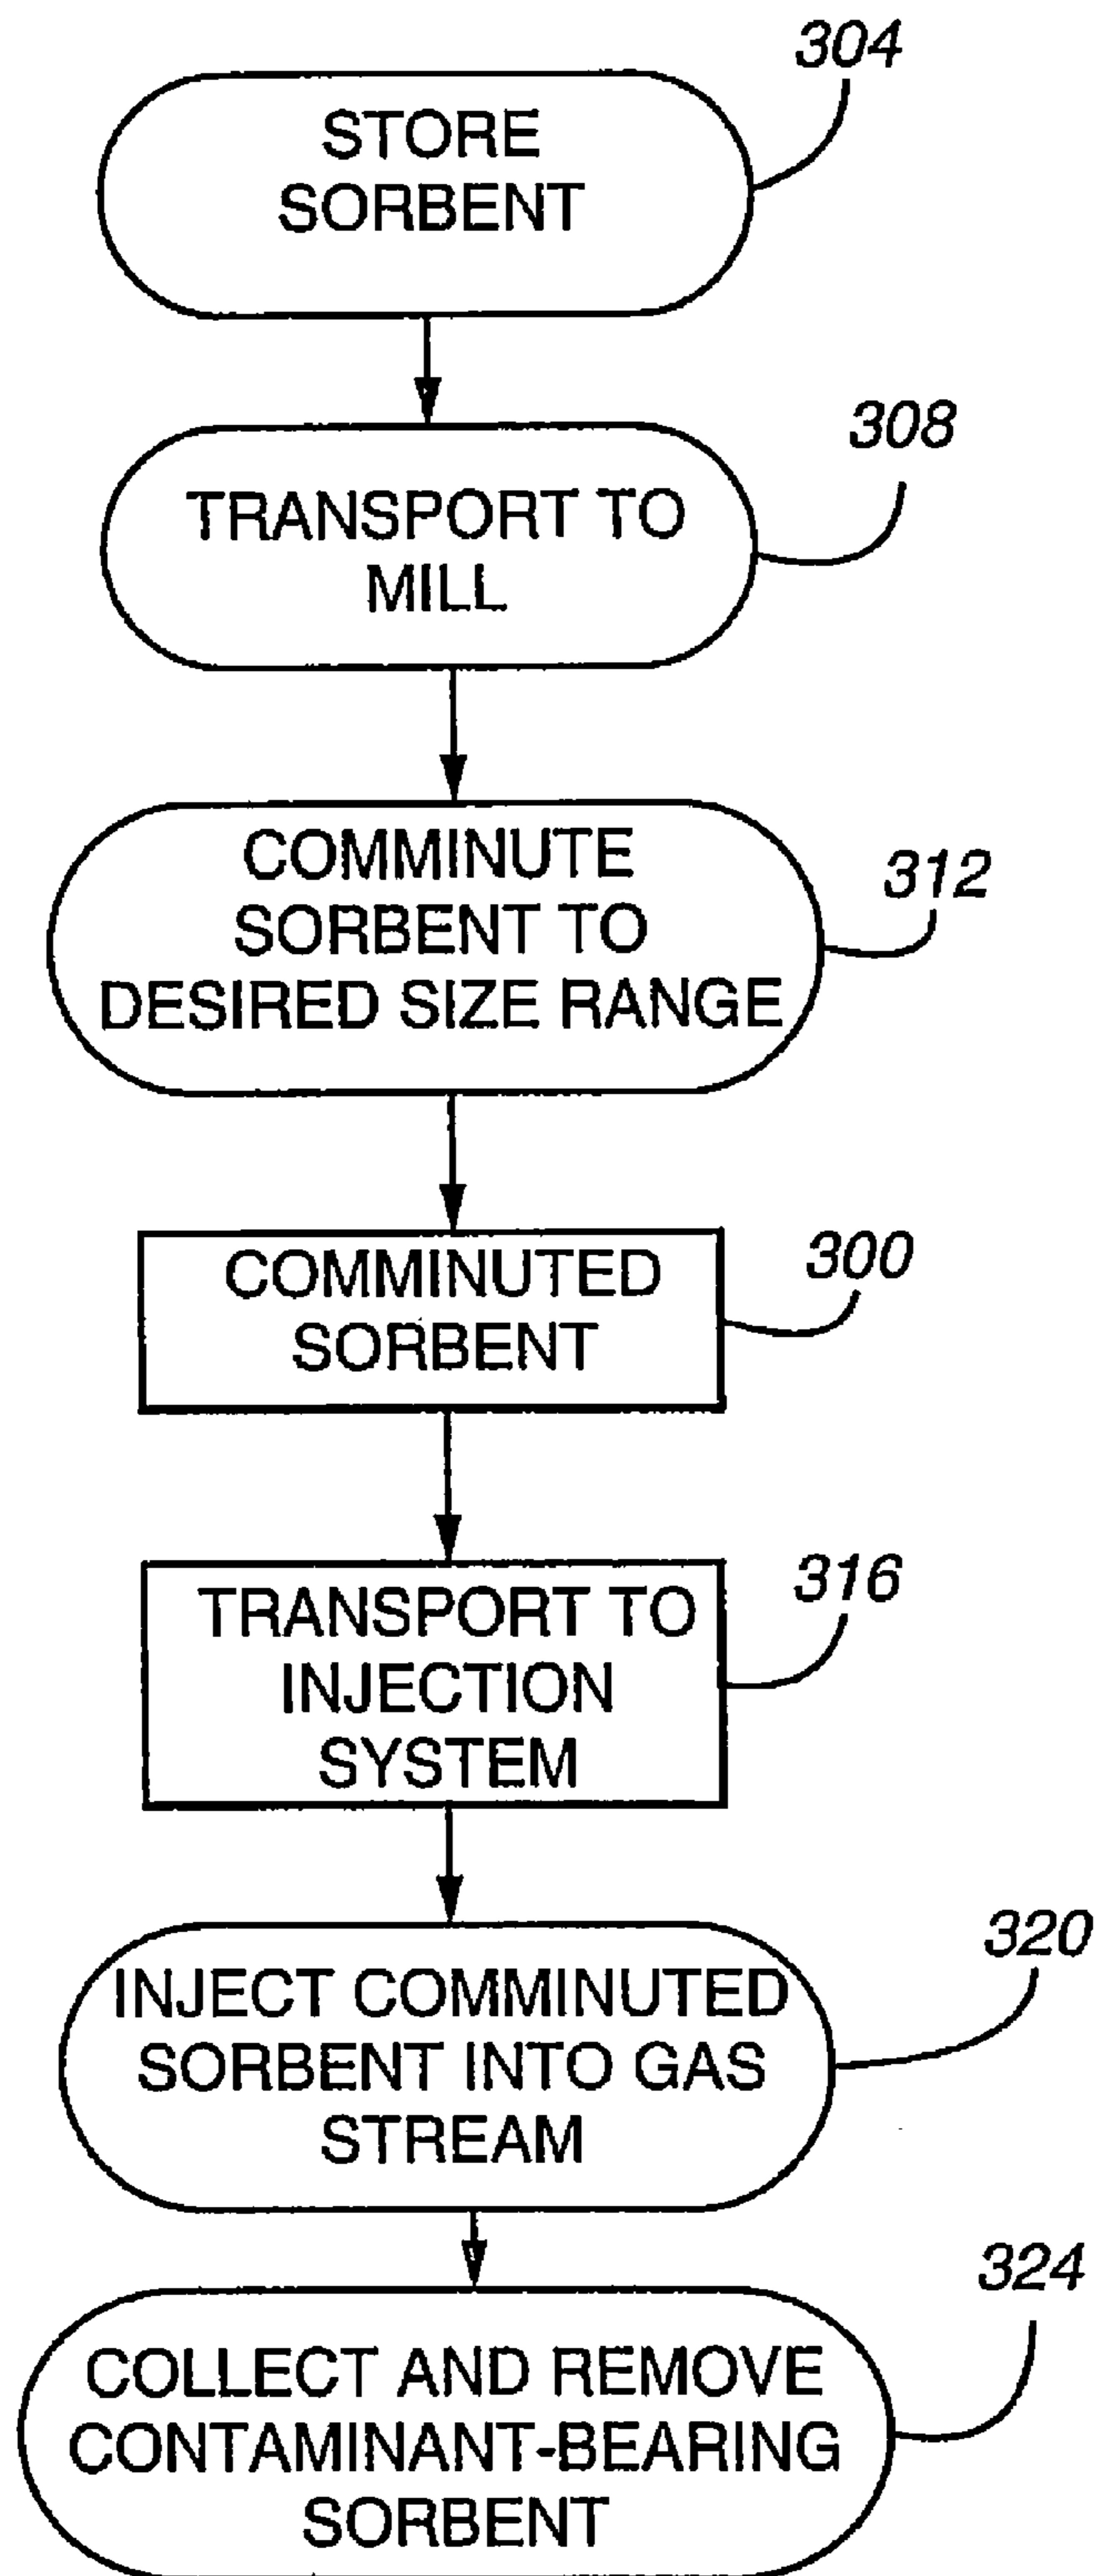 304
STORE
SORBENT
308
TRANSPORT TO
MILL
COMMINUTE
312
SORBENT TO
DESIRED SIZE RANGE
300
COMMINUTED
SORBENT
316
TRANSPORT TO
INJECTION
SYSTEM
320
INJECT COMMINUTED
SORBENT INTO GAS
STREAM
324
COLLECT AND REMOVE
CONTAMINANT-BEARING
SORBENT